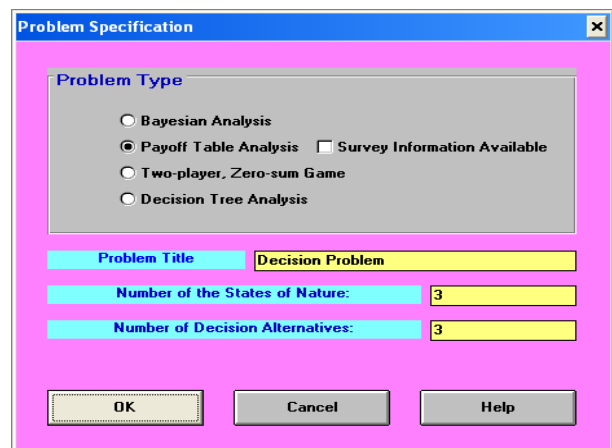 Problem Specification
Problem Type
Bayesian Analysis
Payoff Table Analysis Survey Information Available
Two-player, Zero-sum Game
Decision Tree Analysis
Problem Title Decision Problem
Number of the States of Nature: 3
Number of Decision Alternatives: 3
OK Cancel Help